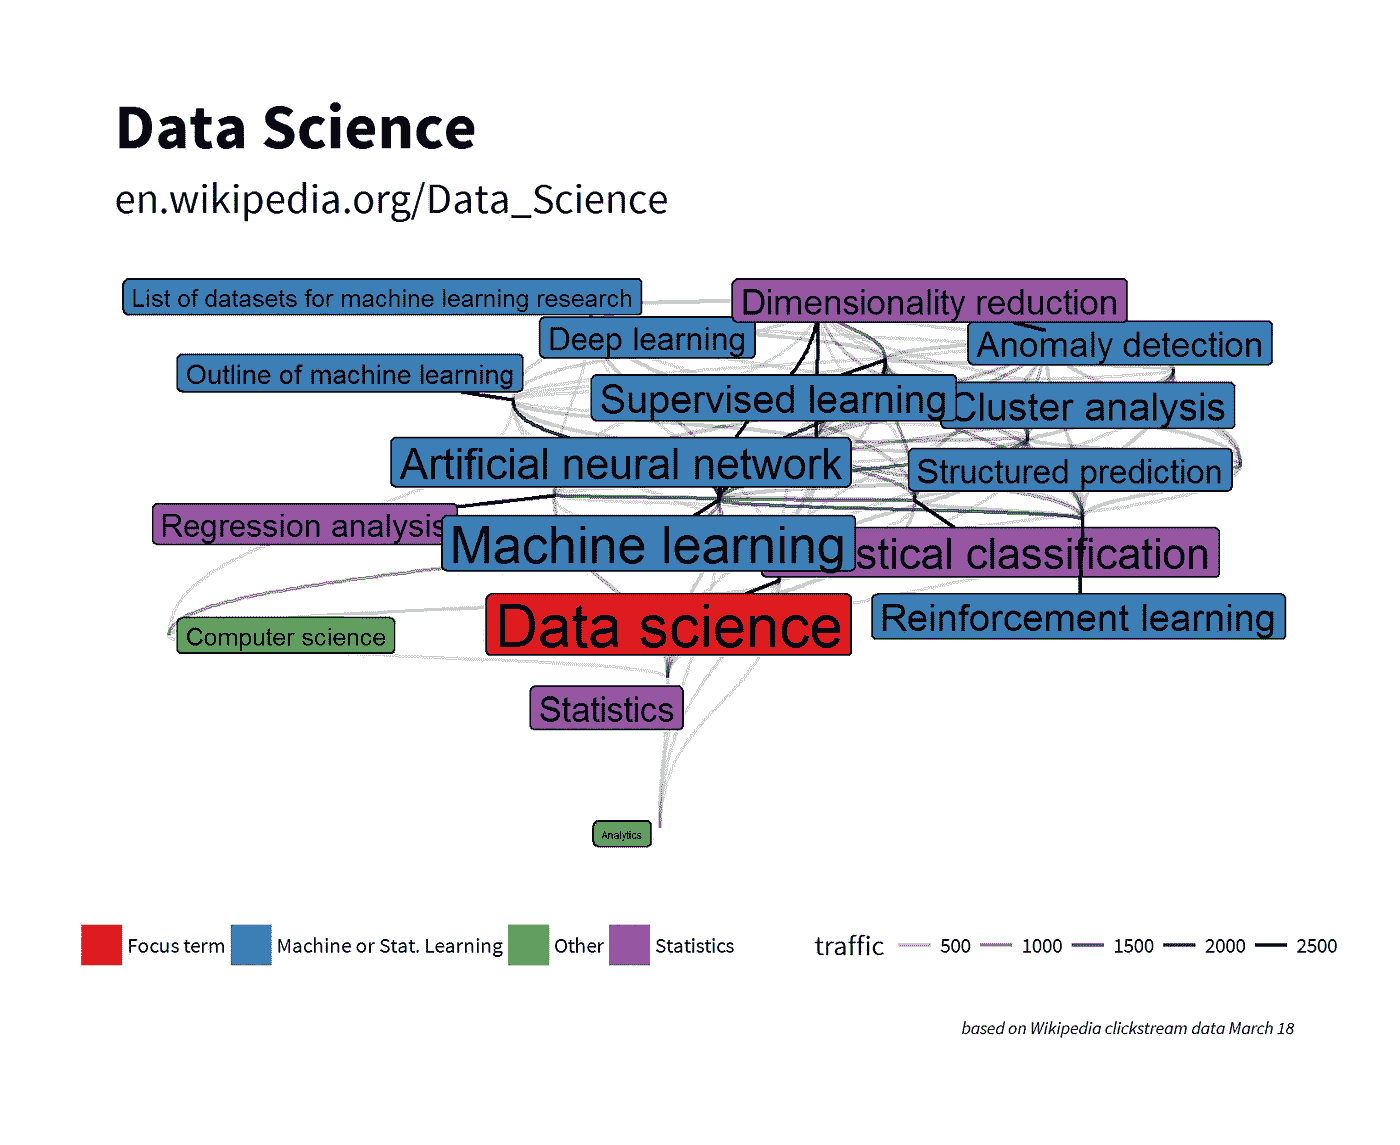 Data Science
en.wikipedia.org/Data_Science
List of datasets for machine learning research
Dimensionality reduction
Deep learning
Anomaly detection
Outline of machine learning
Supervised learning
Cluster analysis
Artificial neural network
Structured prediction
Regression analysis
Machine learning
stical classification
Data science
Reinforcement learning
Computer science
Statistics
Analytics
Focus term Machine or Stat. Learning Other Statistics traffic 500 1000 1500 2000 2500
based on Wikipedia clickstream data March 18